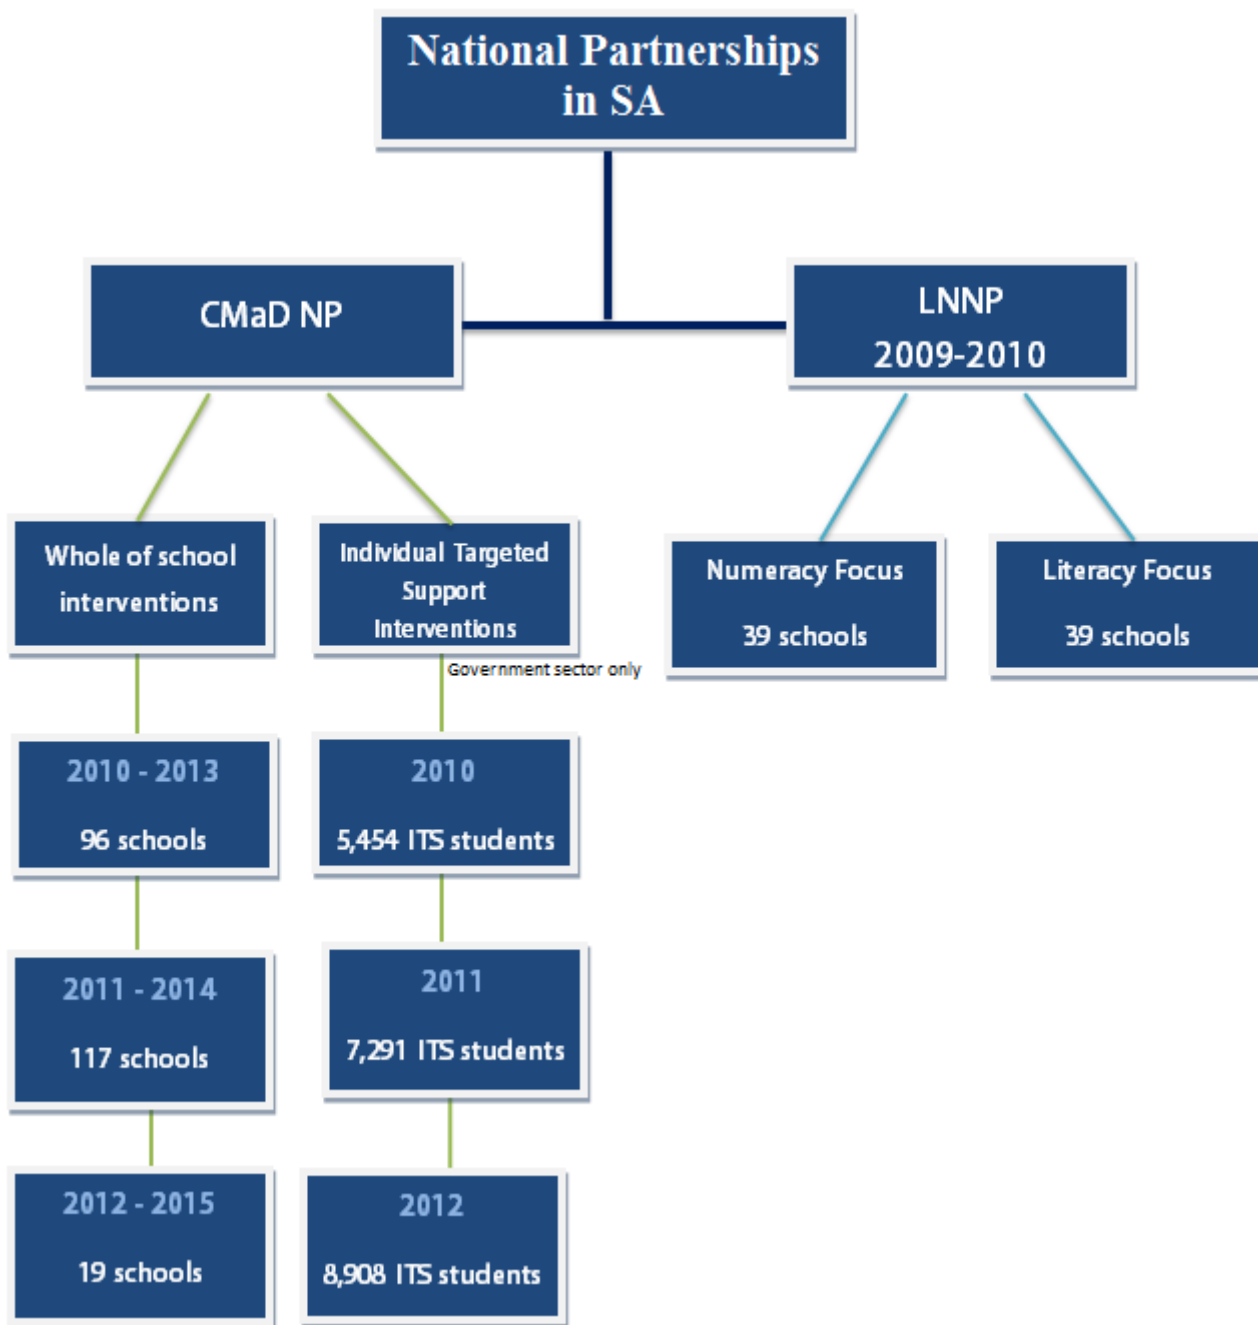 National Partnerships
in SA
CMaD NP
LNNP
2009-2010
Whole of school
interventions
Individual Targeted
Support
Interventions
Government sector only
Numeracy Focus
39 schools
Literacy Focus
39 schools
2010 - 2013
96 schools
2010
5,454 ITS students
2011 - 2014
117 schools
2011
7,291 ITS students
2012 - 2015
19 schools
2012
8,908 ITS students